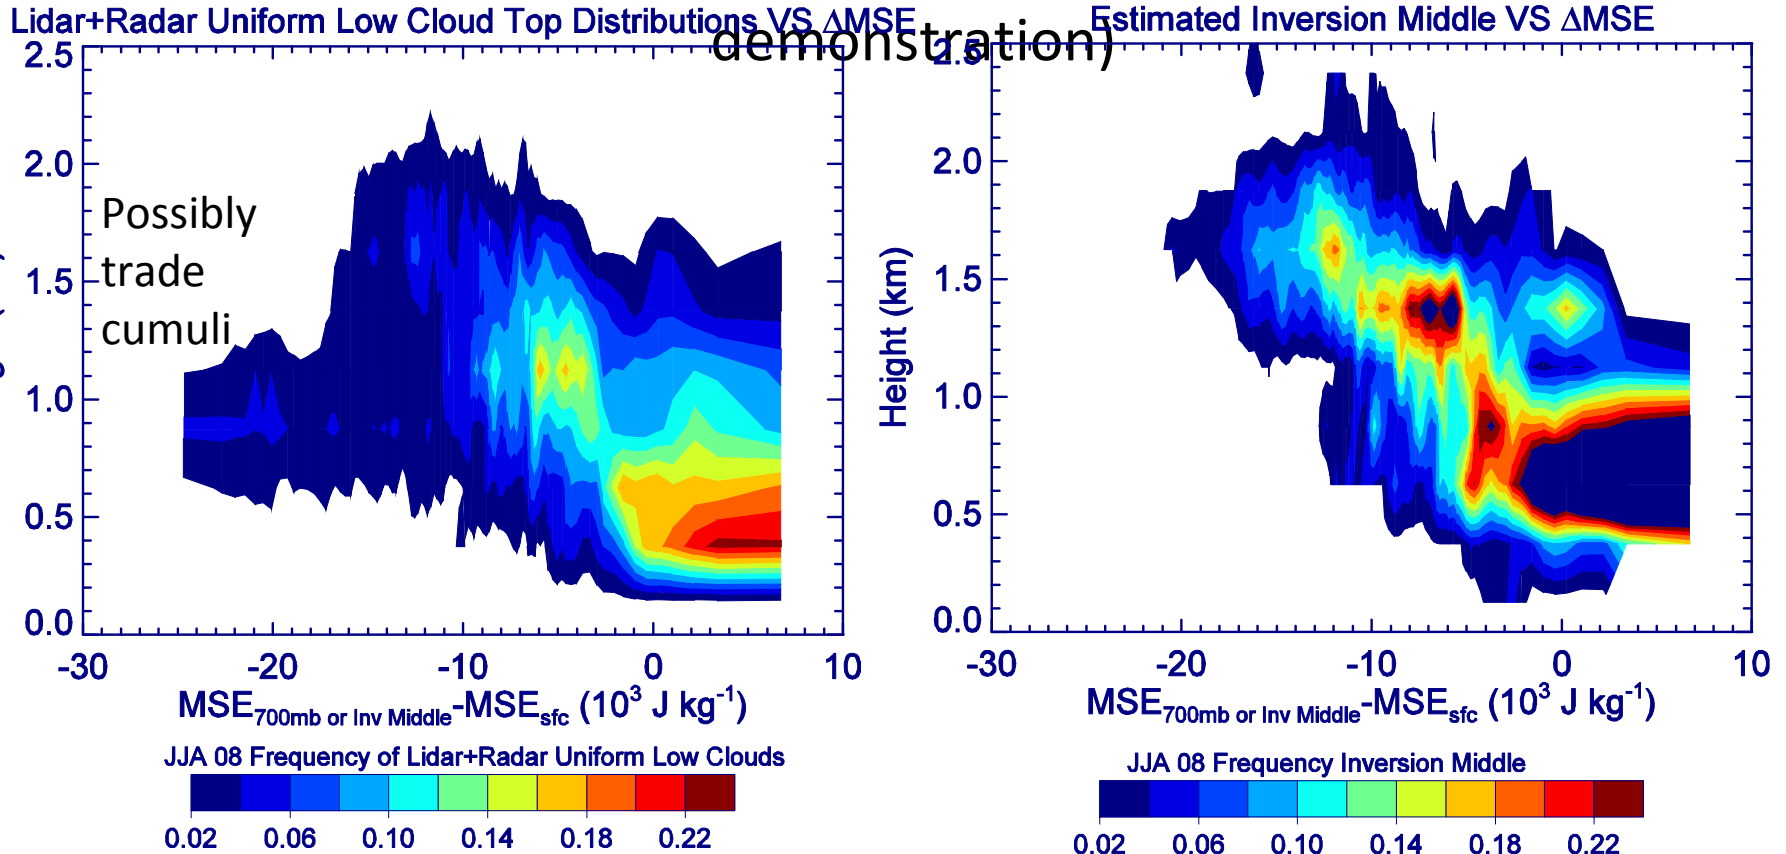 Lidar+Radar Uniform Low Cloud Top Distributions VS ΔMSE
demonstration)
Estimated Inversion Middle VS ΔMSE
2.5
2.0
1.5
1.0
0.5
0.0
Possibly
trade
cumuli
-30 -20 -10 0 10
MSE700mb or Inv Middle-MSEsfc (10³ J kg⁻¹)
JJA 08 Frequency of Lidar+Radar Uniform Low Clouds
0.02 0.06 0.10 0.14 0.18 0.22
Height (km)
2.5
2.0
1.5
1.0
0.5
0.0
-30 -20 -10 0 10
MSE700mb or Inv Middle-MSEsfc (10³ J kg⁻¹)
JJA 08 Frequency Inversion Middle
0.02 0.06 0.10 0.14 0.18 0.22